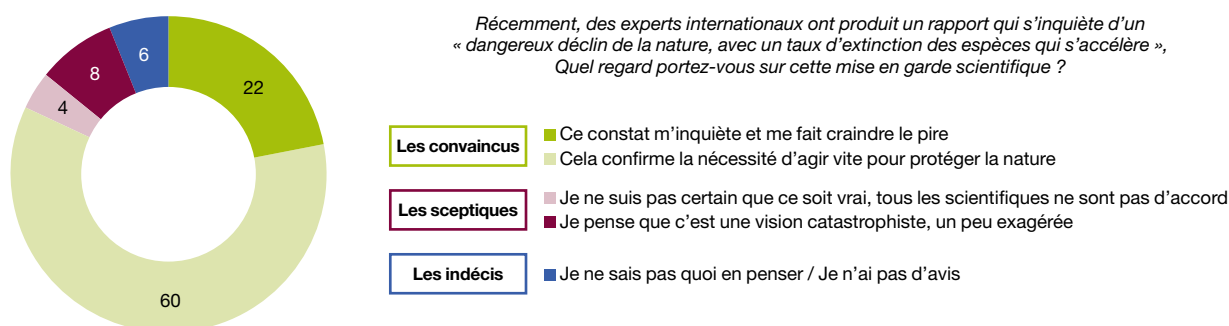 Récemment, des experts internationaux ont produit un rapport qui s'inquiète d'un
« dangereux déclin de la nature, avec un taux d'extinction des espèces qui s'accélère »,
Quel regard portez-vous sur cette mise en garde scientifique ?
6
8
22
4
60
Les convaincus
Ce constat m'inquiète et me fait craindre le pire
Cela confirme la nécessité d'agir vite pour protéger la nature
Les sceptiques
Je ne suis pas certain que ce soit vrai, tous les scientifiques ne sont pas d'accord
Je pense que c'est une vision catastrophiste, un peu exagérée
Les indécis
Je ne sais pas quoi en penser / Je n'ai pas d'avis